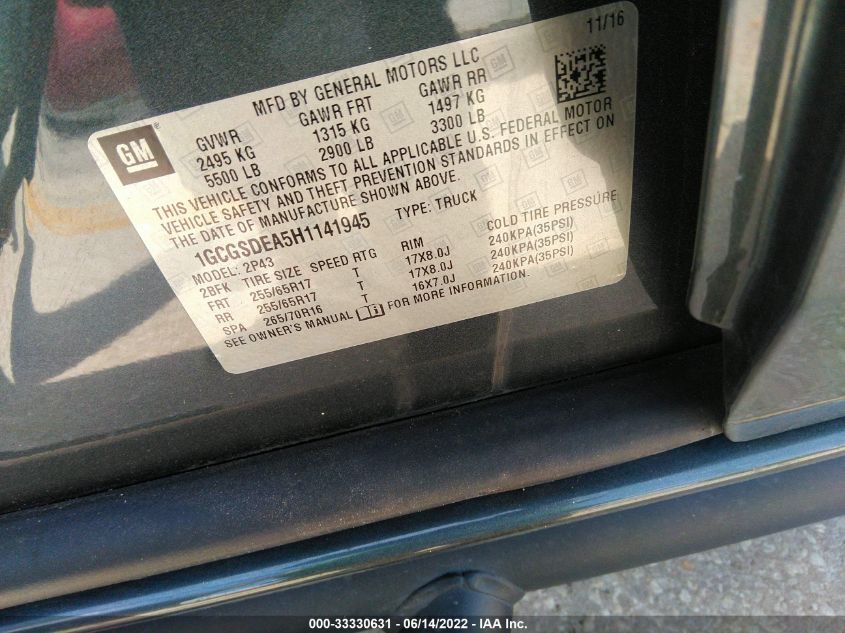 11/16
MFD BY GENERAL MOTORS LLC
GM
GVWR GAWR FRT GAWR RR
2495 KG 1315 KG 1497 KG
5500 LB 2900 LB 3300 LB
THIS VEHICLE CONFORMS TO ALL APPLICABLE U.S. FEDERAL MOTOR
VEHICLE SAFETY AND THEFT PREVENTION STANDARDS IN EFFECT ON
THE DATE OF MANUFACTURE SHOWN ABOVE.
1GCGSDEA5H1141945 TYPE: TRUCK
MODEL: 2P43
28FK TIRE SIZE SPEED RTG RIM COLD TIRE PRESSURE
FRT 255/65R17 T 17X8.0J 240KPA(35PSI)
RR 255/65R17 T 17X8.0J 240KPA(35PSI)
SPA 265/70R16 T 16X7.0J 240KPA(35PSI)
SEE OWNER'S MANUAL FOR MORE INFORMATION.
000-33330631 - 06/14/2022 - IAA Inc.